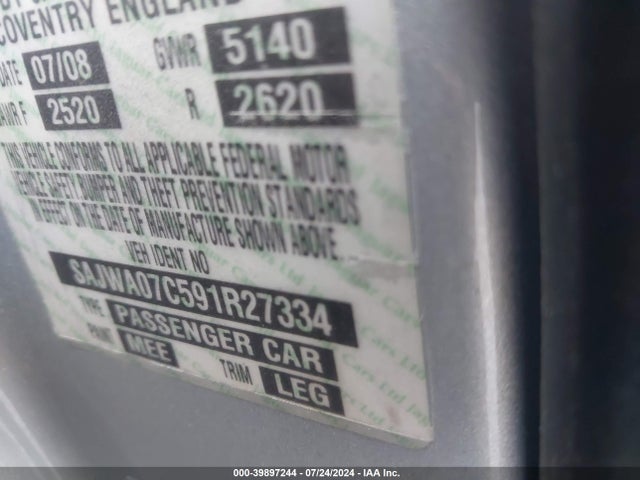 COVENTRY ENGLAND
DATE 07/08 GVWR 5140
F 2520 R 2620
THIS VEHICLE CONFORMS TO ALL APPLICABLE FEDERAL MOTOR
VEHICLE SAFETY BUMPER AND THEFT PREVENTION STANDARDS
IN EFFECT IN THE DATE OF MANUFACTURE SHOWN ABOVE.
VEH IDENT NO
SAJWA07C591R27334
TYPE PASSENGER CAR
PAINT MEE TRIM LEG
000-39897244 / 07/24/2024 - IAA Inc.